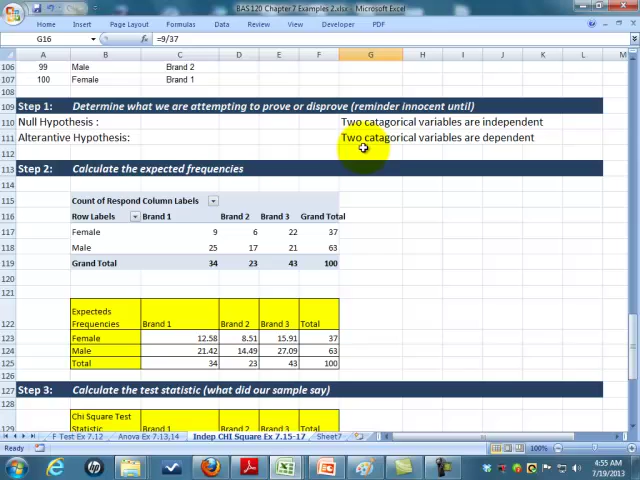 BAS120 Chapter 7 Examples 2.xlsx - Microsoft Excel
Home Insert Page Layout Formulas Data Review View Developer PDF
G16 fx =9/37
A B C D E F G H I J K L M
106 99 Male Brand 2
107 100 Female Brand 1
108
109 Step 1: Determine what we are attempting to prove or disprove (reminder innocent until)
110 Null Hypothesis : Two catagorical variables are independent
111 Alterantive Hypothesis: Two catagorical variables are dependent
112
113 Step 2: Calculate the expected frequencies
114
115 Count of Respond Column Labels
116 Row Labels Brand 1 Brand 2 Brand 3 Grand Total
117 Female 9 6 22 37
118 Male 25 17 21 63
119 Grand Total 34 23 43 100
120
121
Expecteds
122 Frequencies Brand 1 Brand 2 Brand 3 Total
123 Female 12.58 8.51 15.91 37
124 Male 21.42 14.49 27.09 63
125 Total 34 23 43 100
126
127 Step 3: Calculate the test statistic (what did our sample say)
128
Chi Square Test
129 Statistic Brand 1 Brand 2 Brand 3
F Test Ex 7.12 Anova Ex 7.13,14 Indep CHI Square Ex 7.15-17 Sheet7
Ready 100%
4:55 AM
7/19/2013